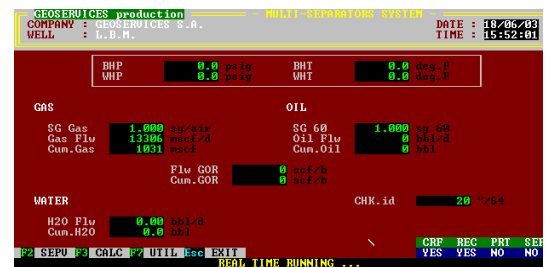 GEOSERVICES production - MULTI-SEPARATORS SYSTEM -
COMPANY : GEOSERVICES S.A. DATE : 18/06/03
WELL : L.B.M. TIME : 15:52:01
BHP 0.0 psig BHT 0.0 deg.F
WHP 0.0 psig WHT 0.0 deg.F
GAS OIL
SG Gas 1.000 sg/air SG 60 1.000 sg 60
Gas Flw 13306 mscf/d Oil Flw 0 bbl/d
Cum.Gas 1031 mscf Cum.Oil 0 bbl
Flw GOR 0 scf/b
Cum.GOR 0 scf/b
WATER CHK.id 20 "/64
H2O Flw 0.00 bbl/d
Cum.H2O 0.0 bbl
CRF REC PRT SEP
F2 SEPU F3 CALC F7 UTIL Esc EXIT YES YES NO NO
REAL TIME RUNNING ...